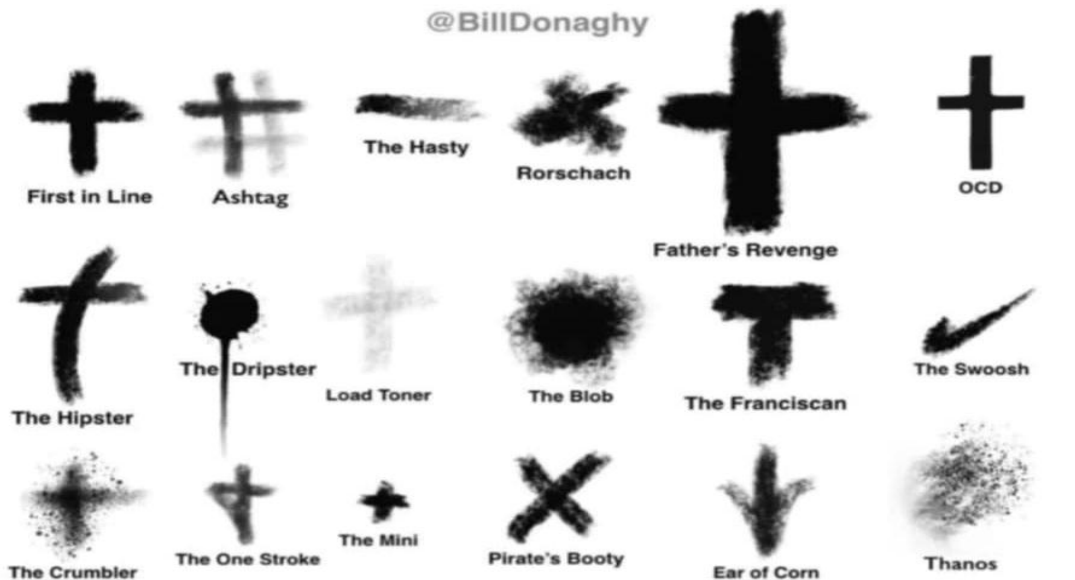 @BillDonaghy
First in Line
Ashtag
The Hasty
Rorschach
Father's Revenge
OCD
The Hipster
The Dripster
Load Toner
The Blob
The Franciscan
The Swoosh
The Crumbler
The One Stroke
The Mini
Pirate's Booty
Ear of Corn
Thanos